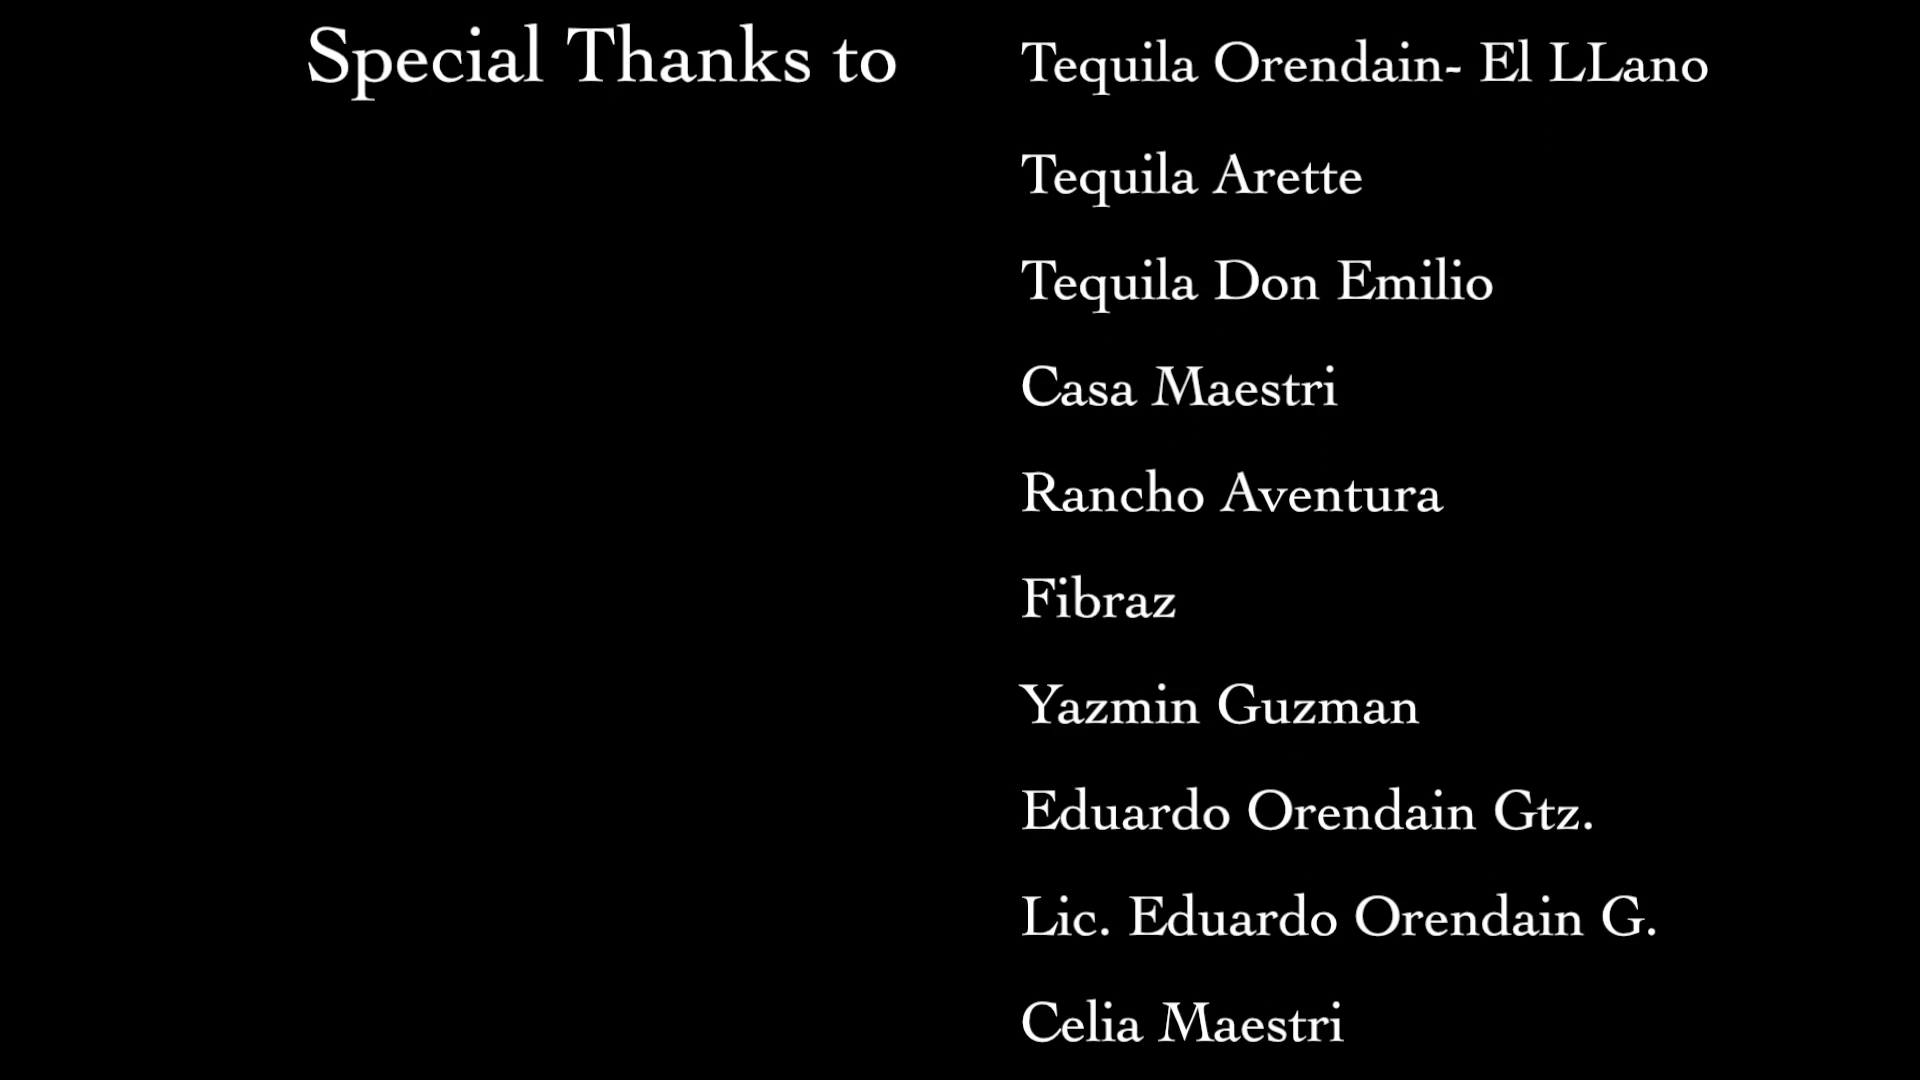 Special Thanks to
Tequila Orendain- El LLano
Tequila Arette
Tequila Don Emilio
Casa Maestri
Rancho Aventura
Fibraz
Yazmin Guzman
Eduardo Orendain Gtz.
Lic. Eduardo Orendain G.
Celia Maestri